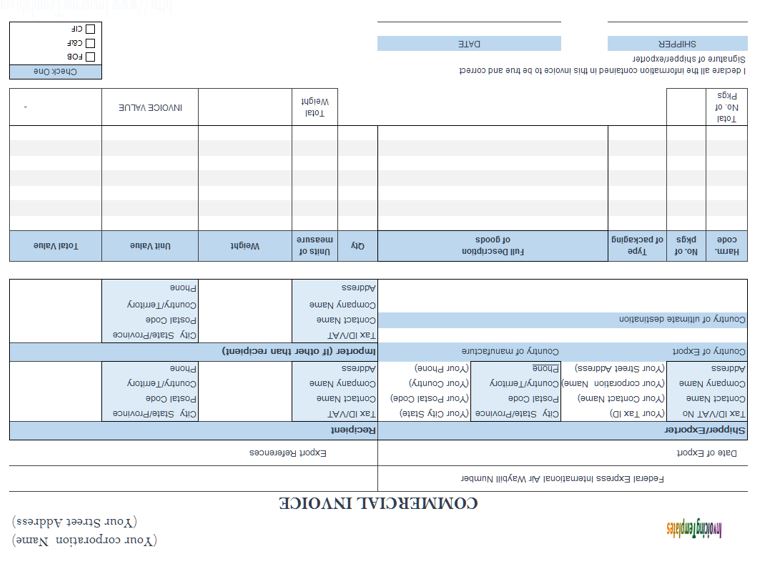 (Your corporation Name)
(Your Street Address)
InvoicingTemplates
COMMERCIAL INVOICE
Federal Express International Air Waybill Number
Date of Export
Export References
Shipper/Exporter
Recipient
Tax ID/VAT No
(Your Tax ID)
City State/Province
(Your City State)
Tax ID/VAT
City State/Province
Contact Name
(Your Contact Name)
Postal Code
(Your Postal Code)
Contact Name
Postal Code
Company Name
(Your corporation Name)
Country/Territory
(Your Country)
Company Name
Country/Territory
Address
(Your Street Address)
Phone
(Your Phone)
Address
Phone
Country of Export
Country of manufacture
Importer (If other than recipient)
Tax ID/VAT
City State/Province
Country of ultimate destination
Contact Name
Postal Code
Company Name
Country/Territory
Address
Phone
Harm. code
No. of pkgs
Type of packaging
Full Description of goods
Qty
Units of measure
Weight
Unit Value
Total Value
Total No. of Pkgs
Total Weight
INVOICE VALUE
-
I declare all the information contained in this invoice to be true and correct
Signature of shipper/exporter
SHIPPER
DATE
Check One
FOB
C&F
CIF